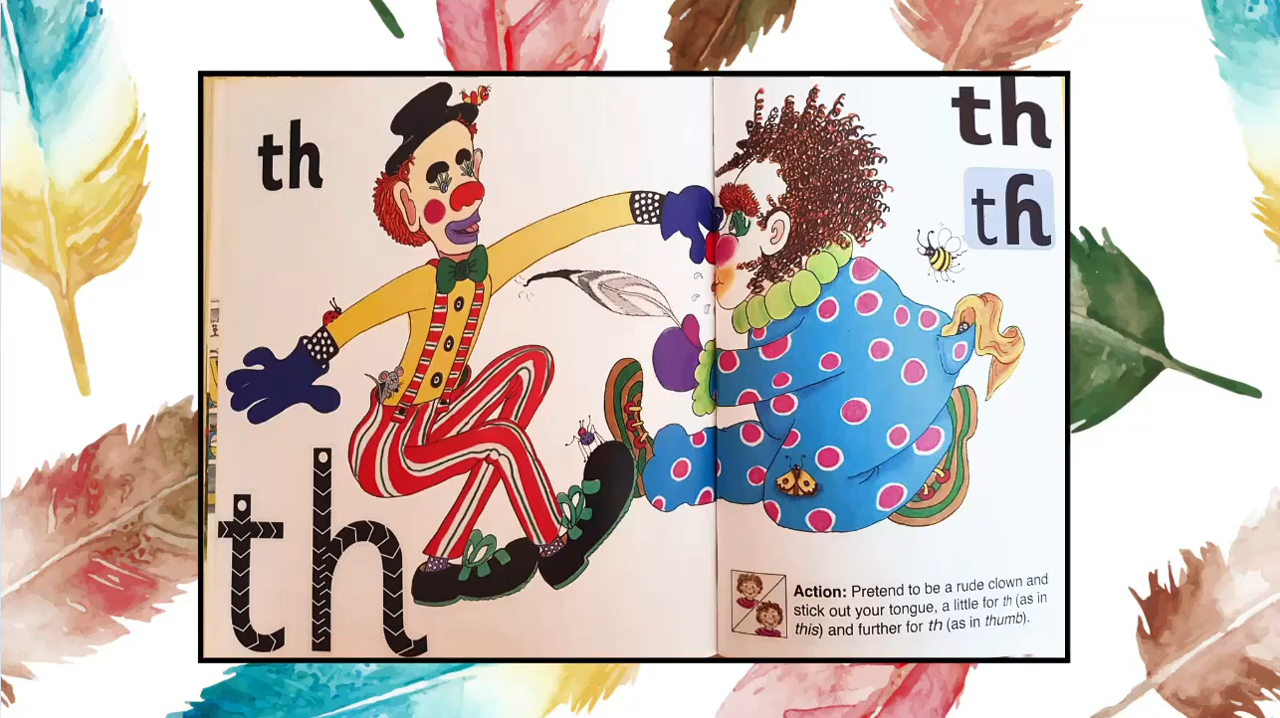 th
th
th
th
Action: Pretend to be a rude clown and
stick out your tongue, a little for th (as in
this) and further for th (as in thumb).